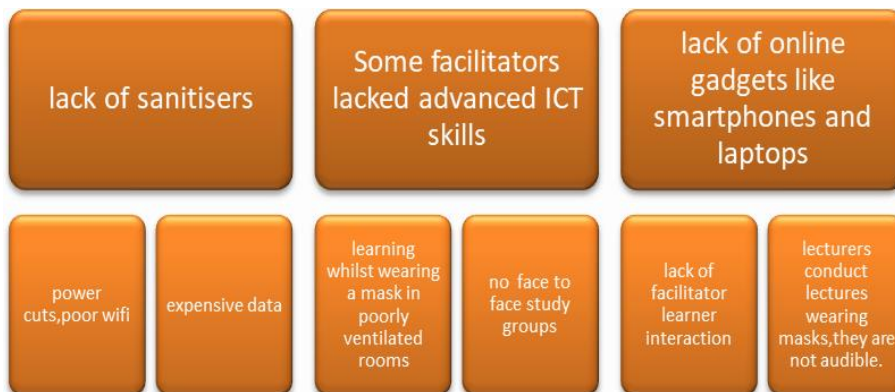 lack of sanitisers
Some facilitators
lacked advanced ICT
skills
lack of online
gadgets like
smartphones and
laptops
power
cuts,poor wifi
expensive data
learning
whilst wearing
a mask in
poorly
ventilated
rooms
no face to
face study
groups
lack of
facilitator
learner
interaction
lecturers
conduct
lectures
wearing
masks,they are
not audible.